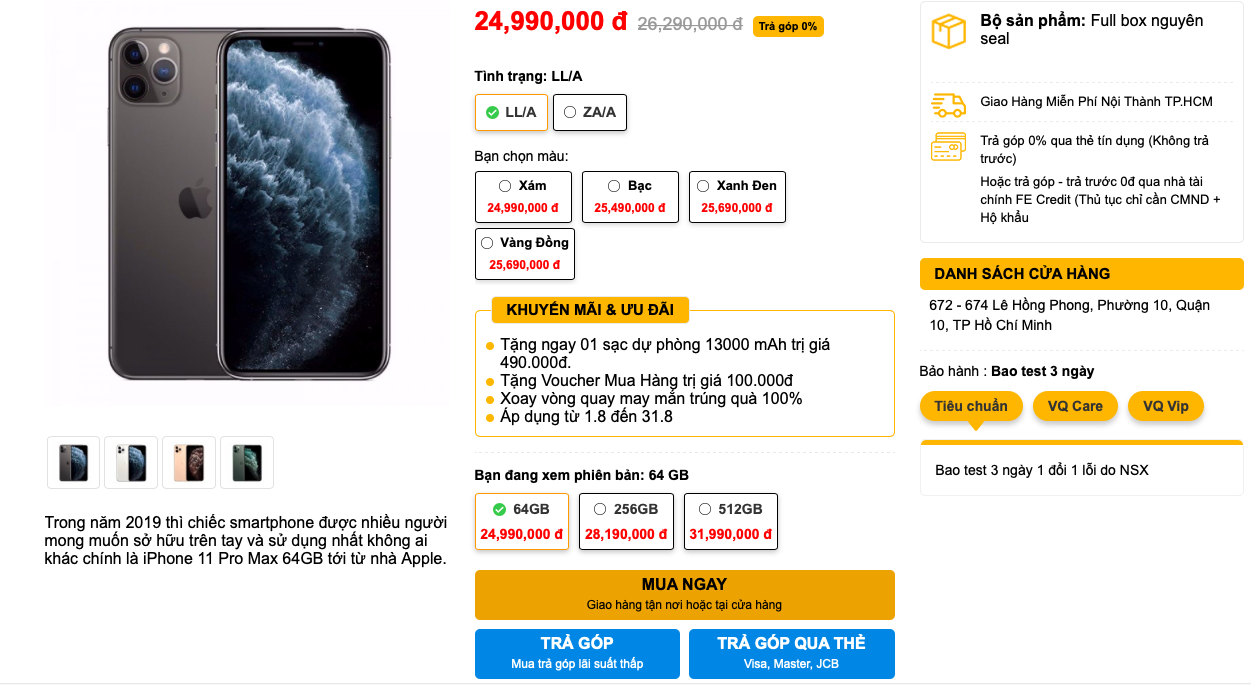 24,990,000 đ 26,290,000 đ Trả góp 0%
Tình trạng: LL/A
LL/A ZA/A
Bạn chọn màu:
Xám Bạc Xanh Đen
24,990,000 đ 25,490,000 đ 25,690,000 đ
Vàng Đồng
25,690,000 đ
KHUYẾN MÃI & ƯU ĐÃI
Tặng ngay 01 sạc dự phòng 13000 mAh trị giá
490.000đ.
Tặng Voucher Mua Hàng trị giá 100.000đ
Xoay vòng quay may mắn trúng quà 100%
Áp dụng từ 1.8 đến 31.8
Bạn đang xem phiên bản: 64 GB
64GB 256GB 512GB
24,990,000 đ 28,190,000 đ 31,990,000 đ
MUA NGAY
Giao hàng tận nơi hoặc tại cửa hàng
TRẢ GÓP TRẢ GÓP QUA THẺ
Mua trả góp lãi suất thấp Visa, Master, JCB
Trong năm 2019 thì chiếc smartphone được nhiều người
mong muốn sở hữu trên tay và sử dụng nhất không ai
khác chính là iPhone 11 Pro Max 64GB tới từ nhà Apple.
Bộ sản phẩm: Full box nguyên
seal
Giao Hàng Miễn Phí Nội Thành TP.HCM
Trả góp 0% qua thẻ tín dụng (Không trả
trước)
Hoặc trả góp - trả trước 0đ qua nhà tài
chính FE Credit (Thủ tục chỉ cần CMND +
Hộ khẩu
DANH SÁCH CỬA HÀNG
672 - 674 Lê Hồng Phong, Phường 10, Quận
10, TP Hồ Chí Minh
Bảo hành : Bao test 3 ngày
Tiêu chuẩn VQ Care VQ Vip
Bao test 3 ngày 1 đổi 1 lỗi do NSX